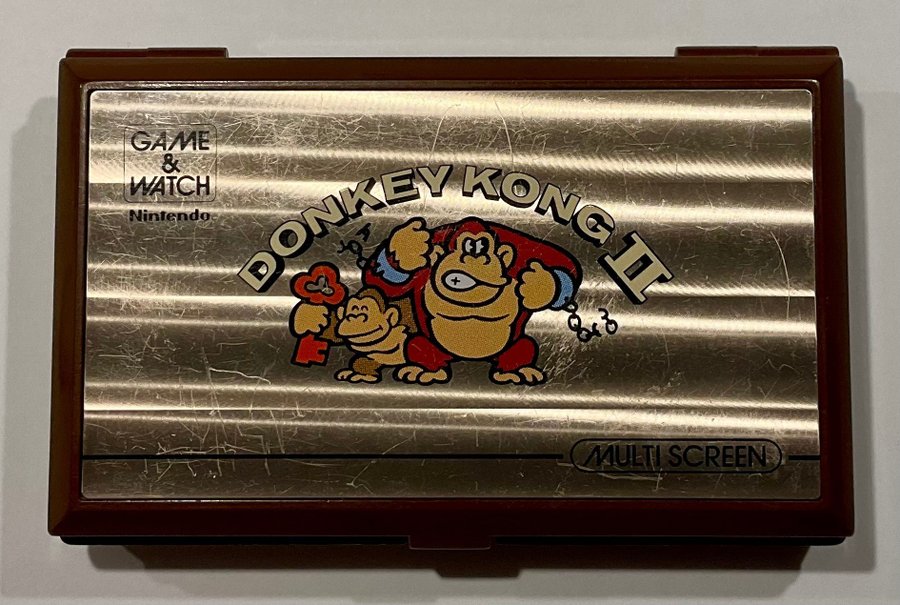 GAME
&
WATCH
Nintendo
DONKEY KONG II
MULTI SCREEN